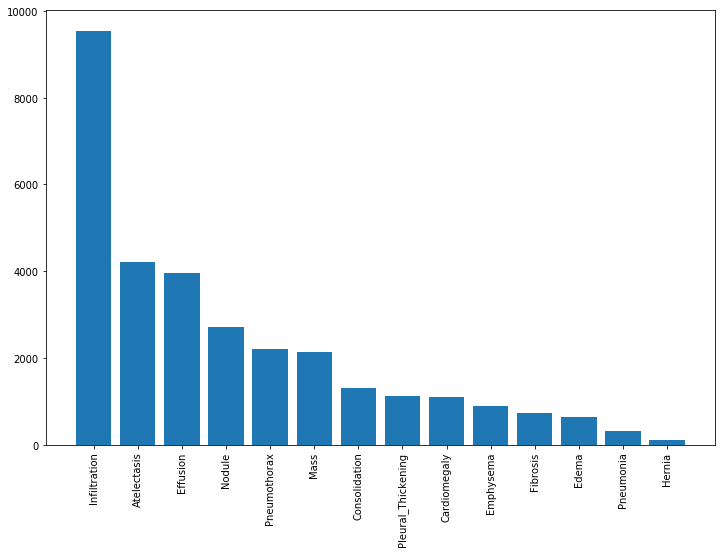 10000
8000
6000
4000
2000
0
Infiltration
Atelectasis
Effusion
Nodule
Pneumothorax
Mass
Consolidation
Pleural_Thickening
Cardiomegaly
Emphysema
Fibrosis
Edema
Pneumonia
Hernia